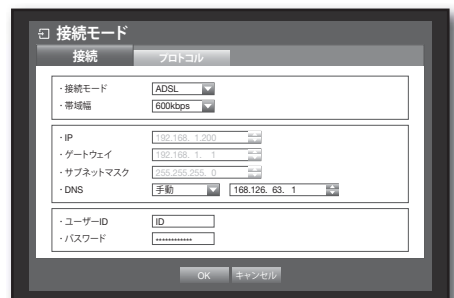 接続モード
接続 プロトコル
・接続モード ADSL
・帯域幅 600kbps
・IP 192.168. 1.200
・ゲートウェイ 192.168. 1. 1
・サブネットマスク 255.255.255. 0
・DNS 手動 168.126. 63. 1
・ユーザーID ID
・パスワード ************
OK キャンセル